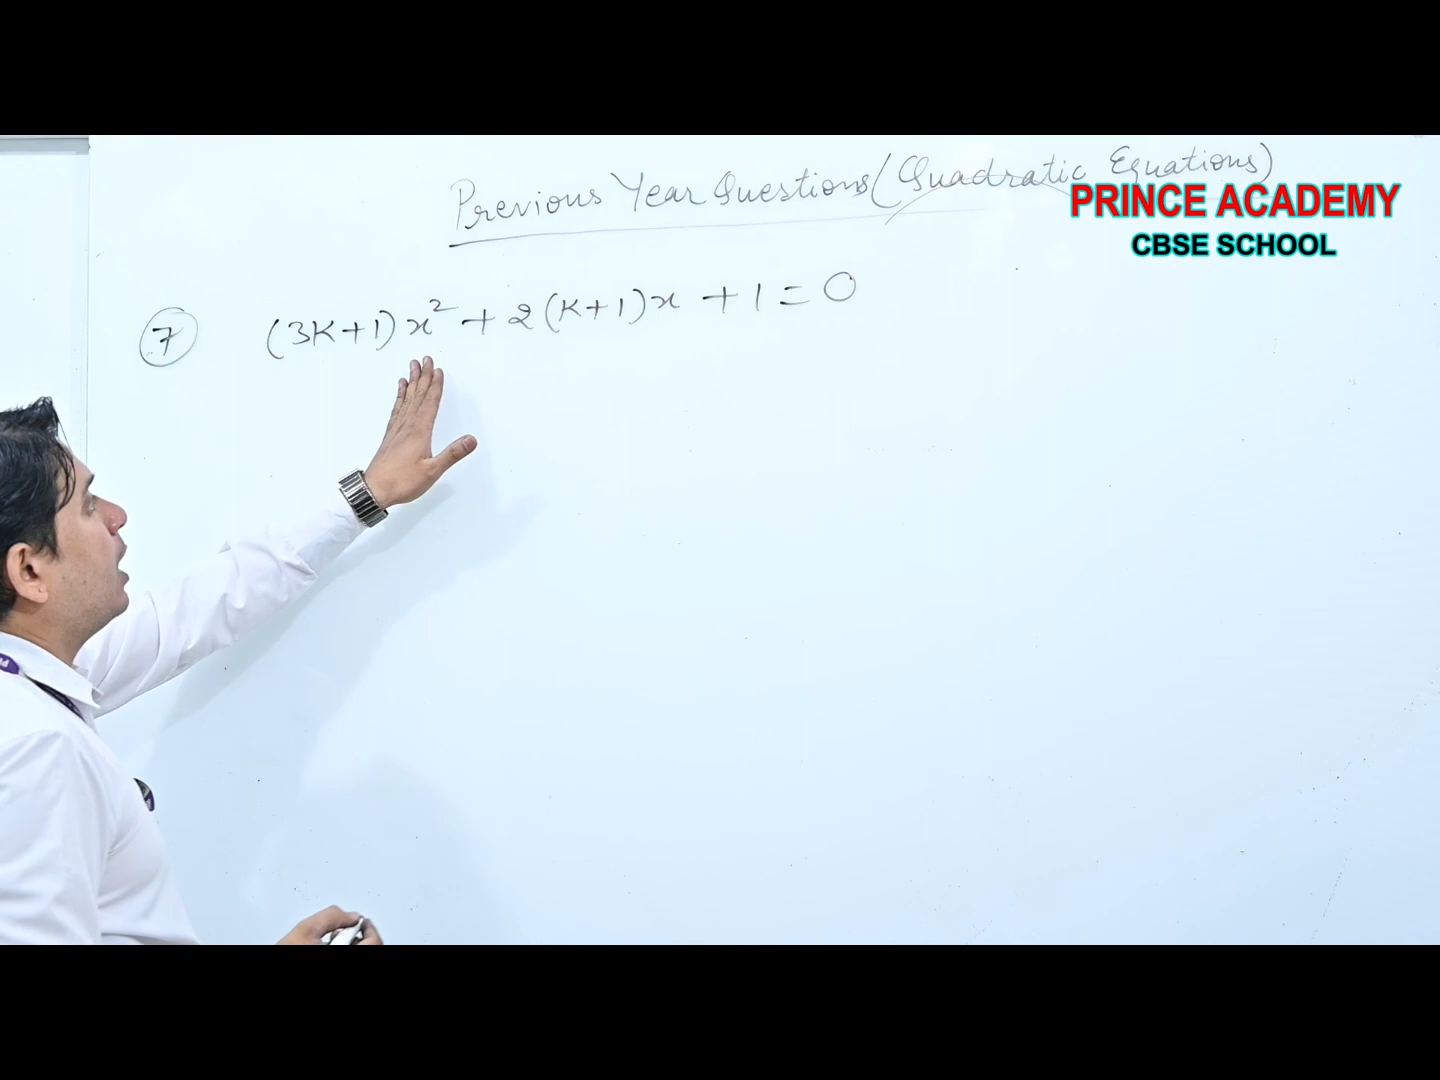 Previous Year Questions (Quadratic Equations)
PRINCE ACADEMY
CBSE SCHOOL
7 (3K+1)x² + 2(K+1)x + 1 = 0